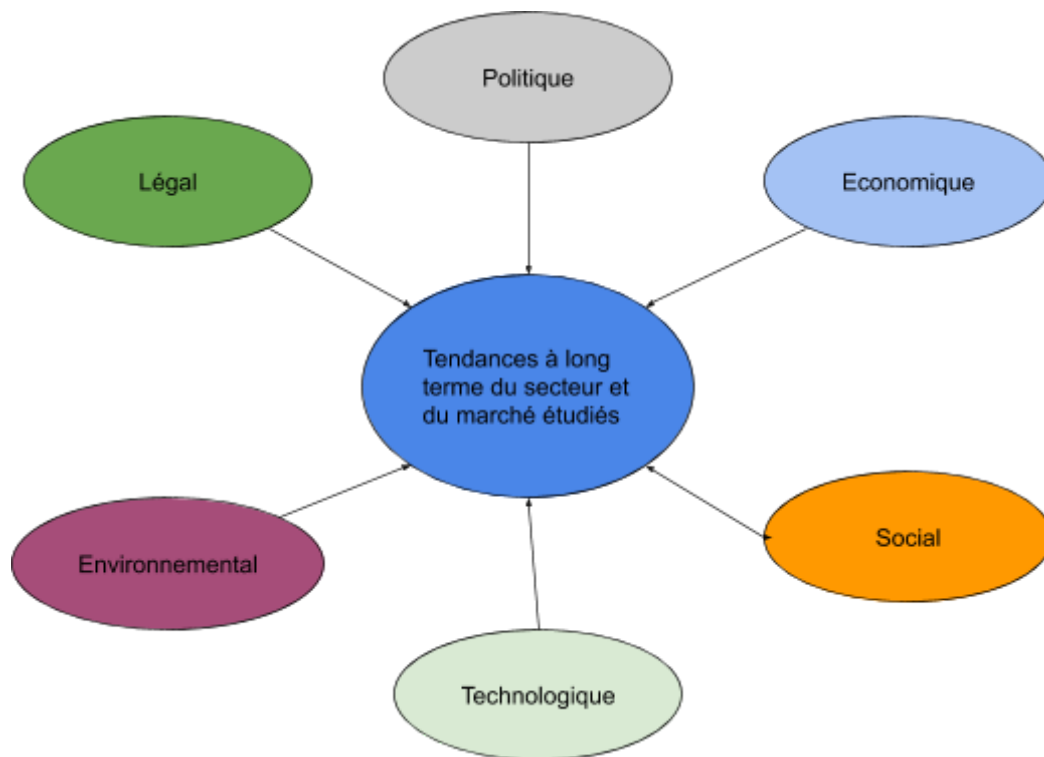 Politique
Légal
Economique
Tendances à long
terme du secteur et
du marché étudiés
Environnemental
Social
Technologique